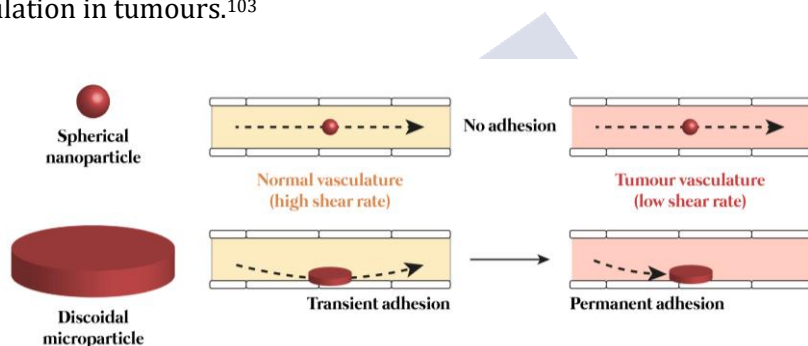 ulation in tumours.103
Spherical
nanoparticle
No adhesion
Normal vasculature
(high shear rate)
Tumour vasculature
(low shear rate)
Discoidal
microparticle
Transient adhesion
Permanent adhesion